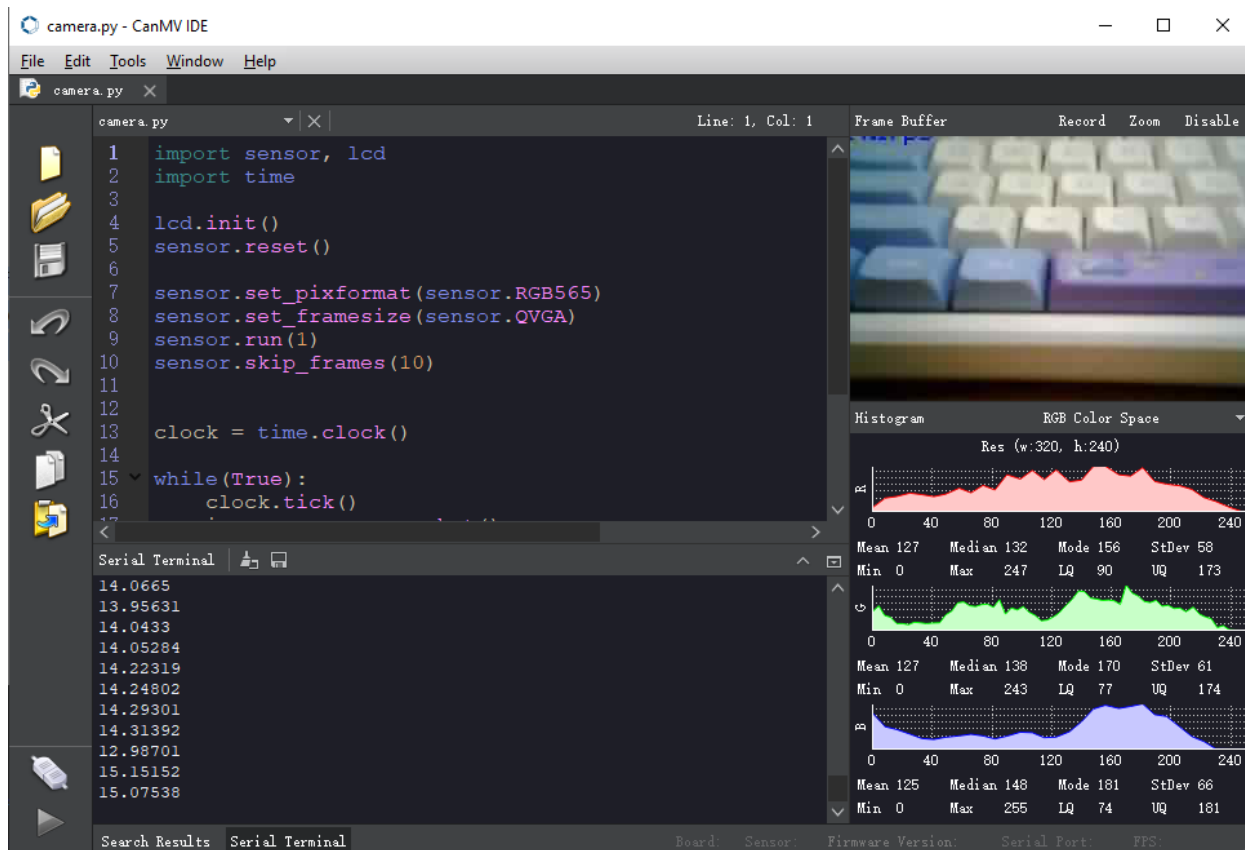 camera.py - CanMV IDE
File Edit Tools Window Help
camera.py
camera.py Line: 1, Col: 1
1 import sensor, lcd
2 import time
3
4 lcd.init()
5 sensor.reset()
6
7 sensor.set_pixformat(sensor.RGB565)
8 sensor.set_framesize(sensor.QVGA)
9 sensor.run(1)
10 sensor.skip_frames(10)
11
12
13 clock = time.clock()
14
15 while(True):
16 clock.tick()
17
Serial Terminal
14.0665
13.95631
14.0433
14.05284
14.22319
14.24802
14.29301
14.31392
12.98701
15.15152
15.07538
Search Results Serial Terminal
Frame Buffer Record Zoom Disable
Histogram RGB Color Space
Res (w:320, h:240)
R
0 40 80 120 160 200 240
Mean 127 Median 132 Mode 156 StDev 58
Min 0 Max 247 LQ 90 UQ 173
G
0 40 80 120 160 200 240
Mean 127 Median 138 Mode 170 StDev 61
Min 0 Max 243 LQ 77 UQ 174
B
0 40 80 120 160 200 240
Mean 125 Median 148 Mode 181 StDev 66
Min 0 Max 255 LQ 74 UQ 181
Board: Sensor: Firmware Version: Serial Port: FPS: